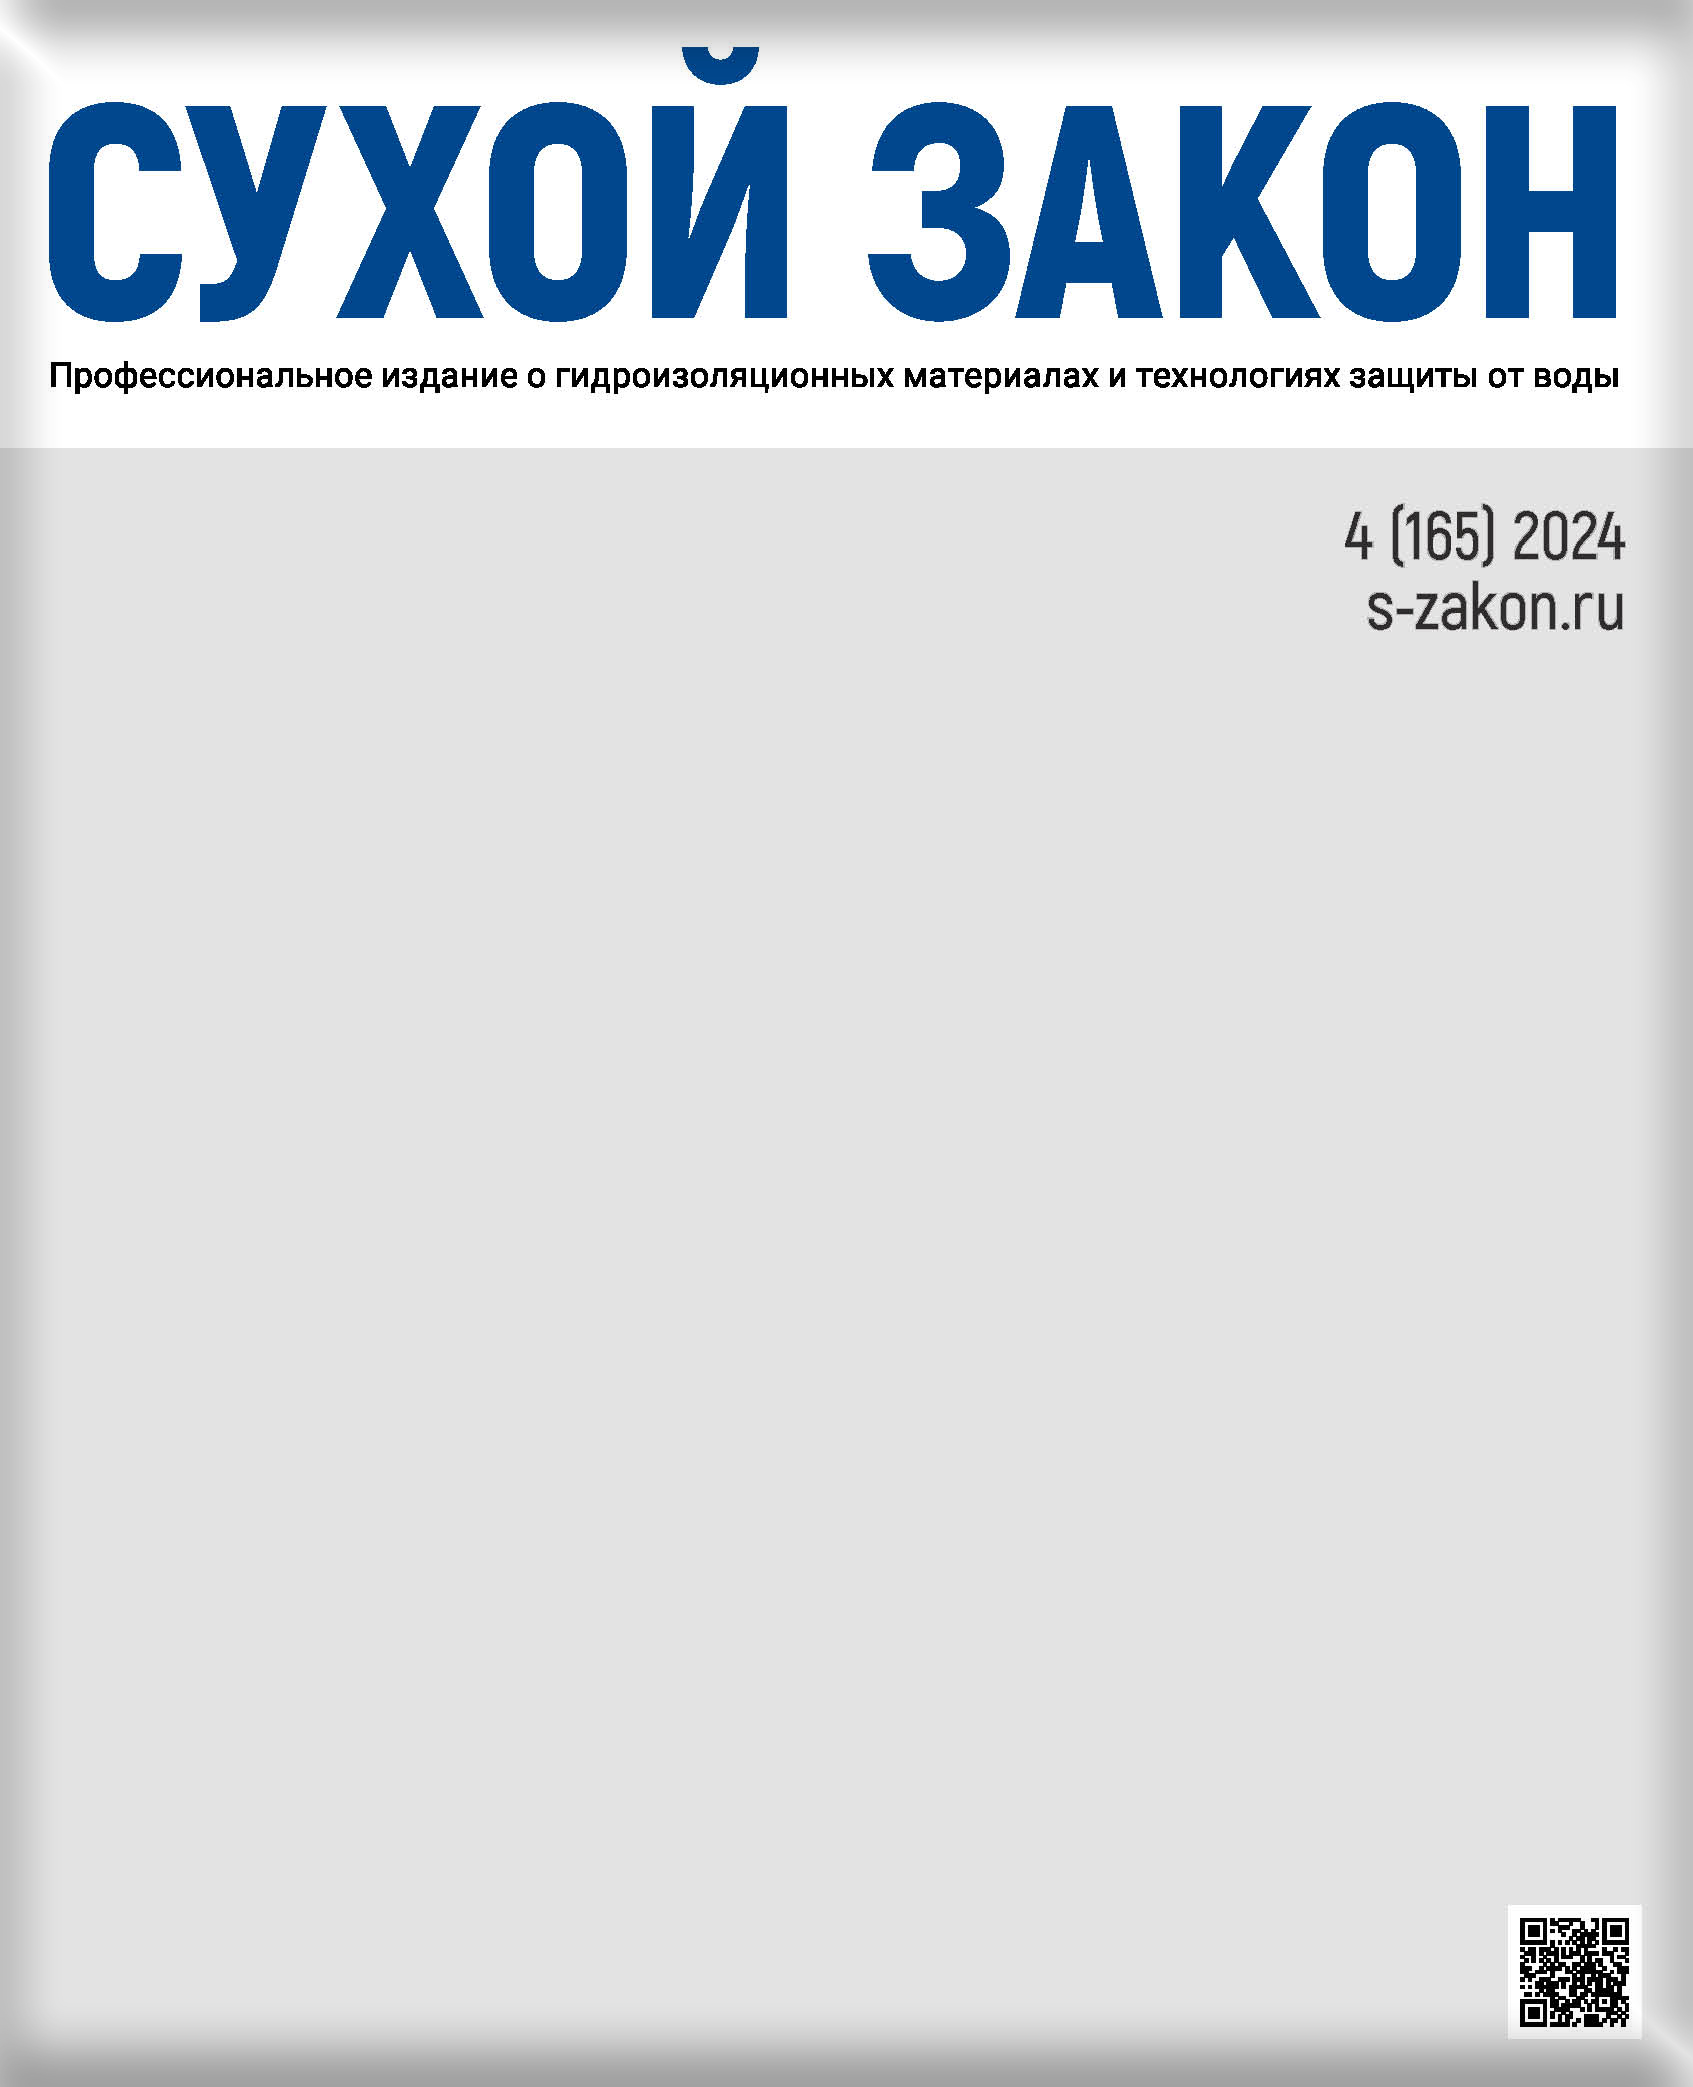 СУХОЙ ЗАКОН
Профессиональное издание о гидроизоляционных материалах и технологиях защиты от воды
4 (165) 2024
s-zakon.ru